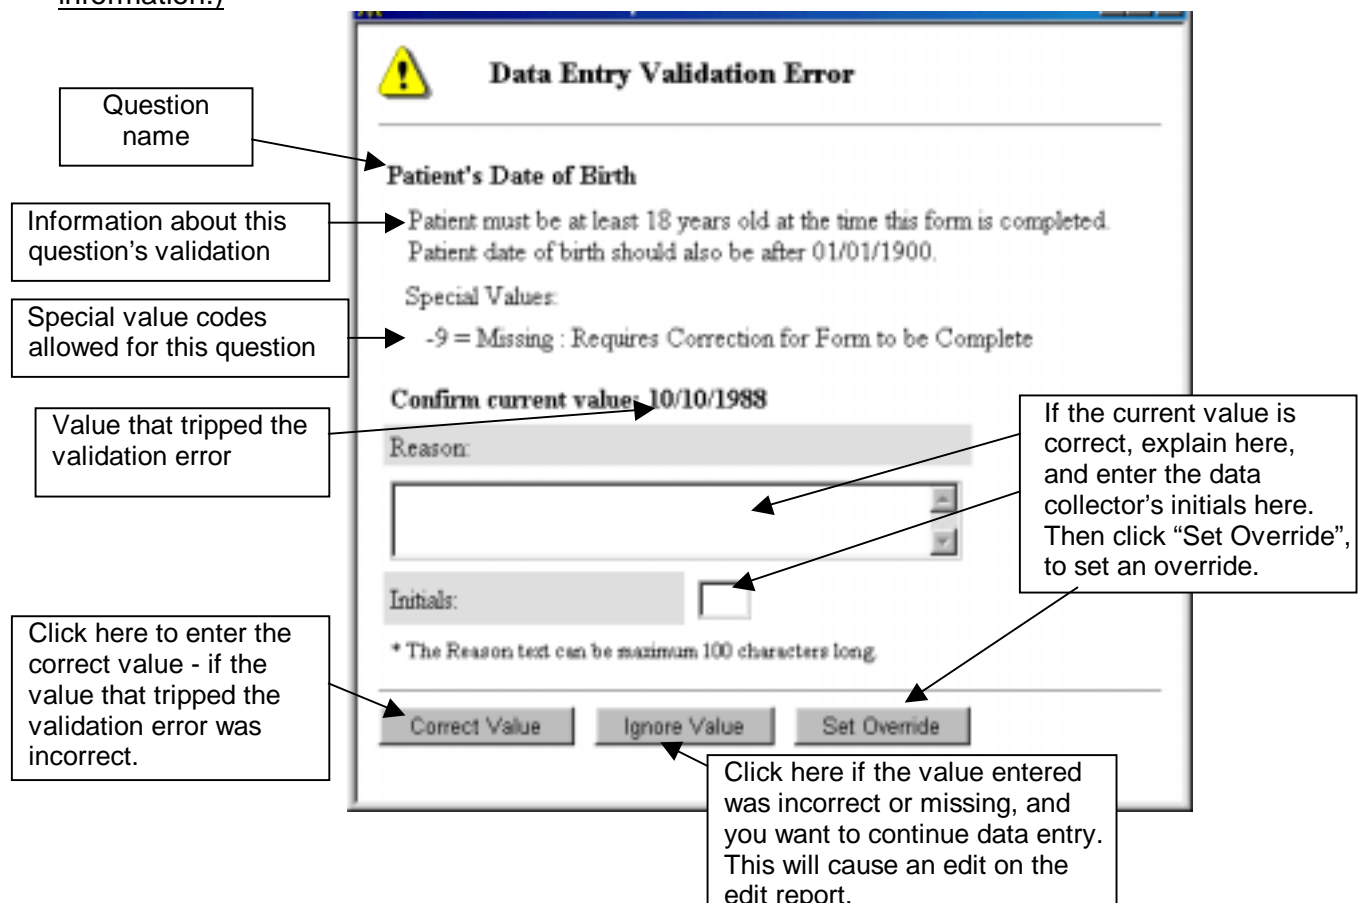 information.)
Data Entry Validation Error
Question
name
Patient's Date of Birth
Information about this
question's validation
Patient must be at least 18 years old at the time this form is completed.
Patient date of birth should also be after 01/01/1900.
Special Values:
Special value codes
allowed for this question
-9 = Missing : Requires Correction for Form to be Complete
Confirm current value: 10/10/1988
Value that tripped the
validation error
Reason:
If the current value is
correct, explain here,
and enter the data
collector's initials here.
Then click “Set Override”,
to set an override.
Initials:
* The Reason text can be maximum 100 characters long.
Click here to enter the
correct value - if the
value that tripped the
validation error was
incorrect.
Correct Value
Ignore Value
Set Override
Click here if the value entered
was incorrect or missing, and
you want to continue data entry.
This will cause an edit on the
edit report.